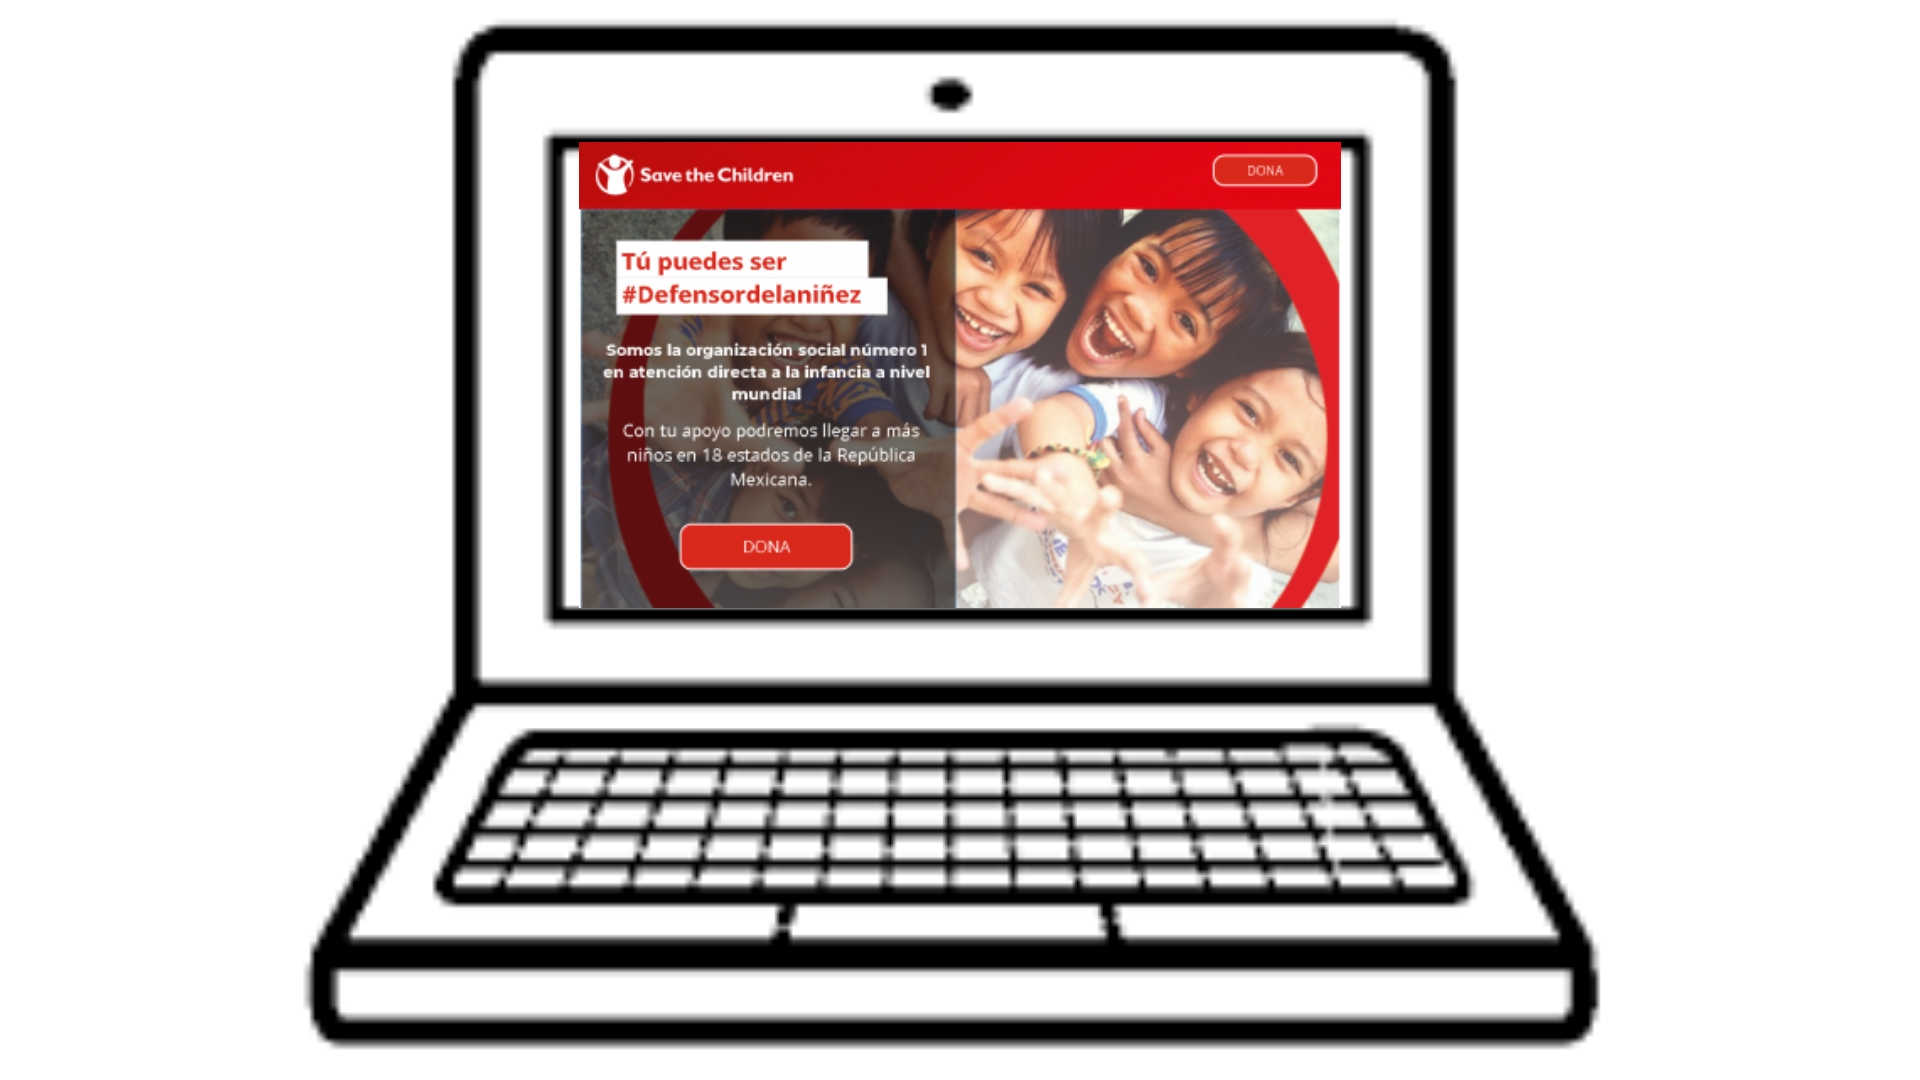 Save the Children
DONA
Tú puedes ser
#Defensordelaniñez
Somos la organización social número 1
en atención directa a la infancia a nivel
mundial
Con tu apoyo podremos llegar a más
niños en 18 estados de la República
Mexicana.
DONA